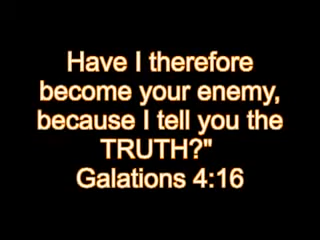 Have I therefore
become your enemy,
because I tell you the
TRUTH?"
Galations 4:16